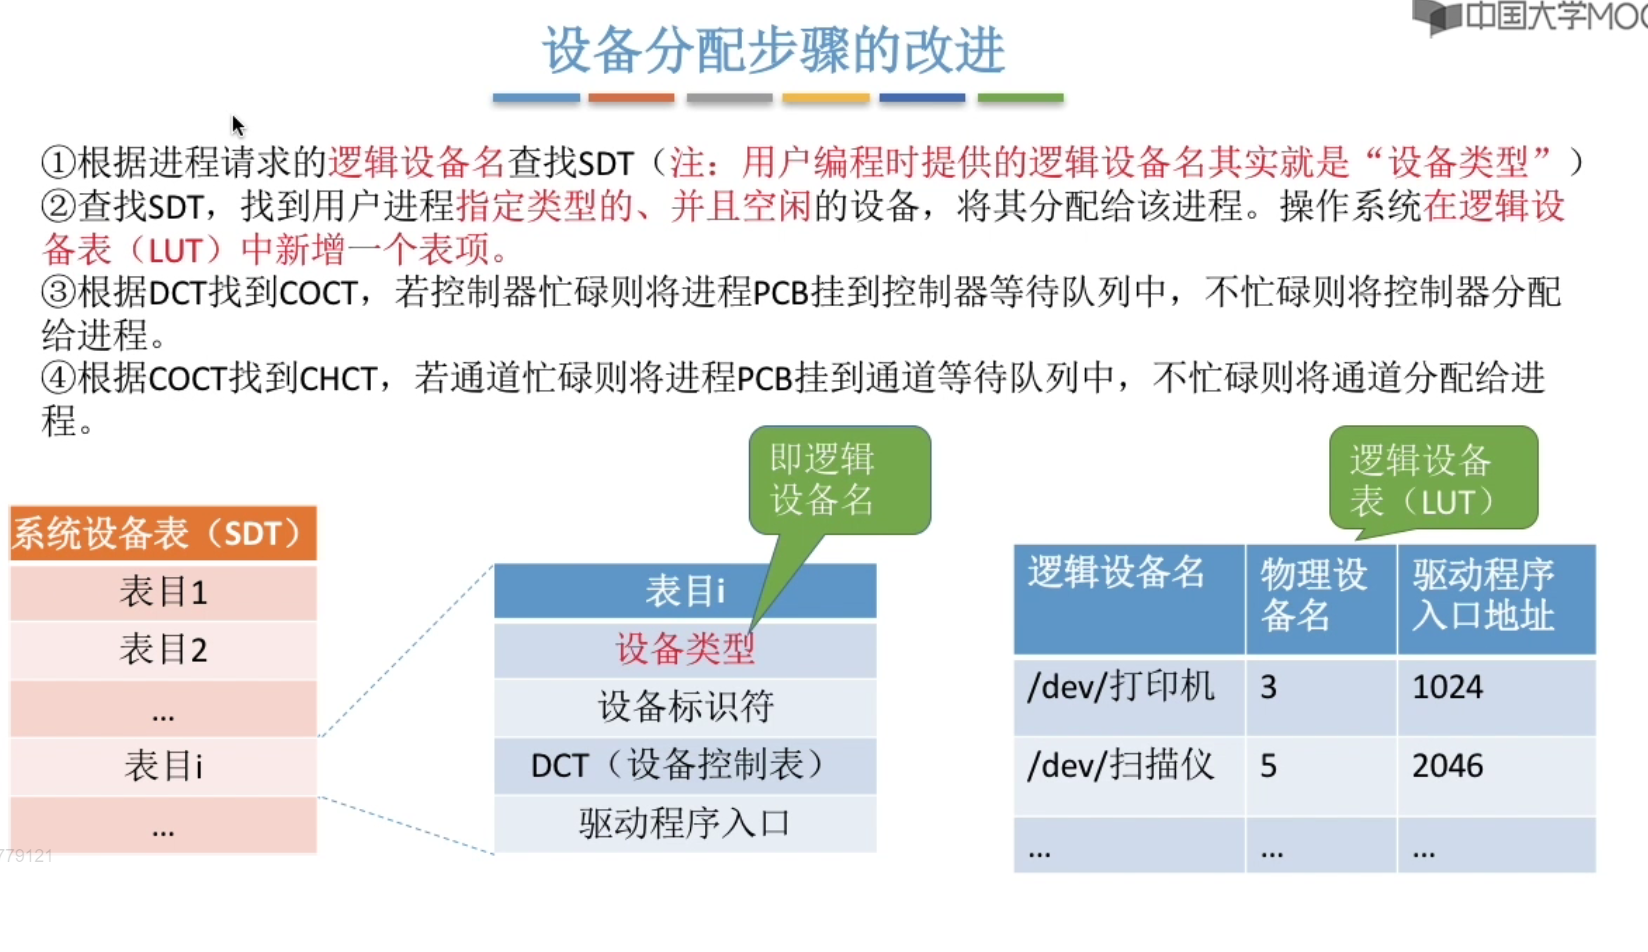 中国大学MOO
设备分配步骤的改进
①根据进程请求的逻辑设备名查找SDT（注：用户编程时提供的逻辑设备名其实就是“设备类型”）
②查找SDT，找到用户进程指定类型的、并且空闲的设备，将其分配给该进程。操作系统在逻辑设
备表（LUT）中新增一个表项。
③根据DCT找到COCT，若控制器忙碌则将进程PCB挂到控制器等待队列中，不忙碌则将控制器分配
给进程。
④根据COCT找到CHCT，若通道忙碌则将进程PCB挂到通道等待队列中，不忙碌则将通道分配给进
程。
即逻辑
设备名
逻辑设备
表（LUT）
系统设备表（SDT）
表目1
表目2
...
表目i
...
表目i
设备类型
设备标识符
DCT（设备控制表）
驱动程序入口
逻辑设备名 物理设备名 驱动程序入口地址
/dev/打印机 3 1024
/dev/扫描仪 5 2046
... ... ...
779121